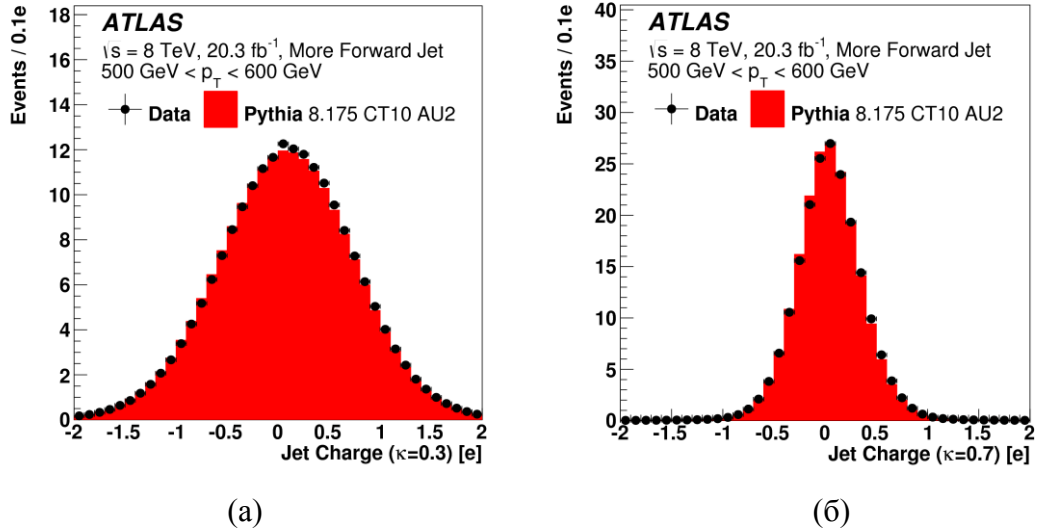 Events / 0.1e
18
16
14
12
10
8
6
4
2
0
ATLAS
√s = 8 TeV, 20.3 fb⁻¹, More Forward Jet
500 GeV < p_T < 600 GeV
Data Pythia 8.175 CT10 AU2
-2 -1.5 -1 -0.5 0 0.5 1 1.5 2
Jet Charge (κ=0.3) [e]
(а)
Events / 0.1e
40
35
30
25
20
15
10
5
0
ATLAS
√s = 8 TeV, 20.3 fb⁻¹, More Forward Jet
500 GeV < p_T < 600 GeV
Data Pythia 8.175 CT10 AU2
-2 -1.5 -1 -0.5 0 0.5 1 1.5 2
Jet Charge (κ=0.7) [e]
(б)